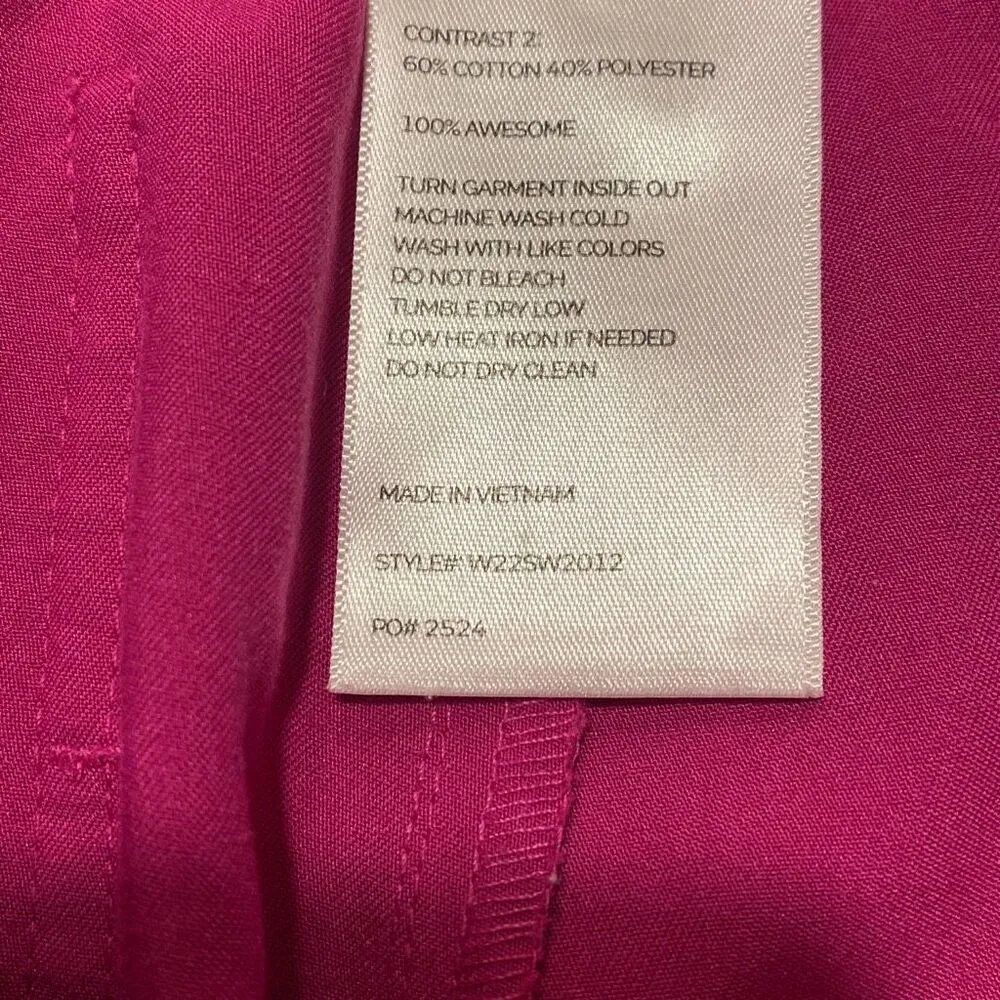 CONTRAST 2:
60% COTTON 40% POLYESTER
100% AWESOME
TURN GARMENT INSIDE OUT
MACHINE WASH COLD
WASH WITH LIKE COLORS
DO NOT BLEACH
TUMBLE DRY LOW
LOW HEAT IRON IF NEEDED
DO NOT DRY CLEAN
MADE IN VIETNAM
STYLE# W22SW2012
PO# 2524